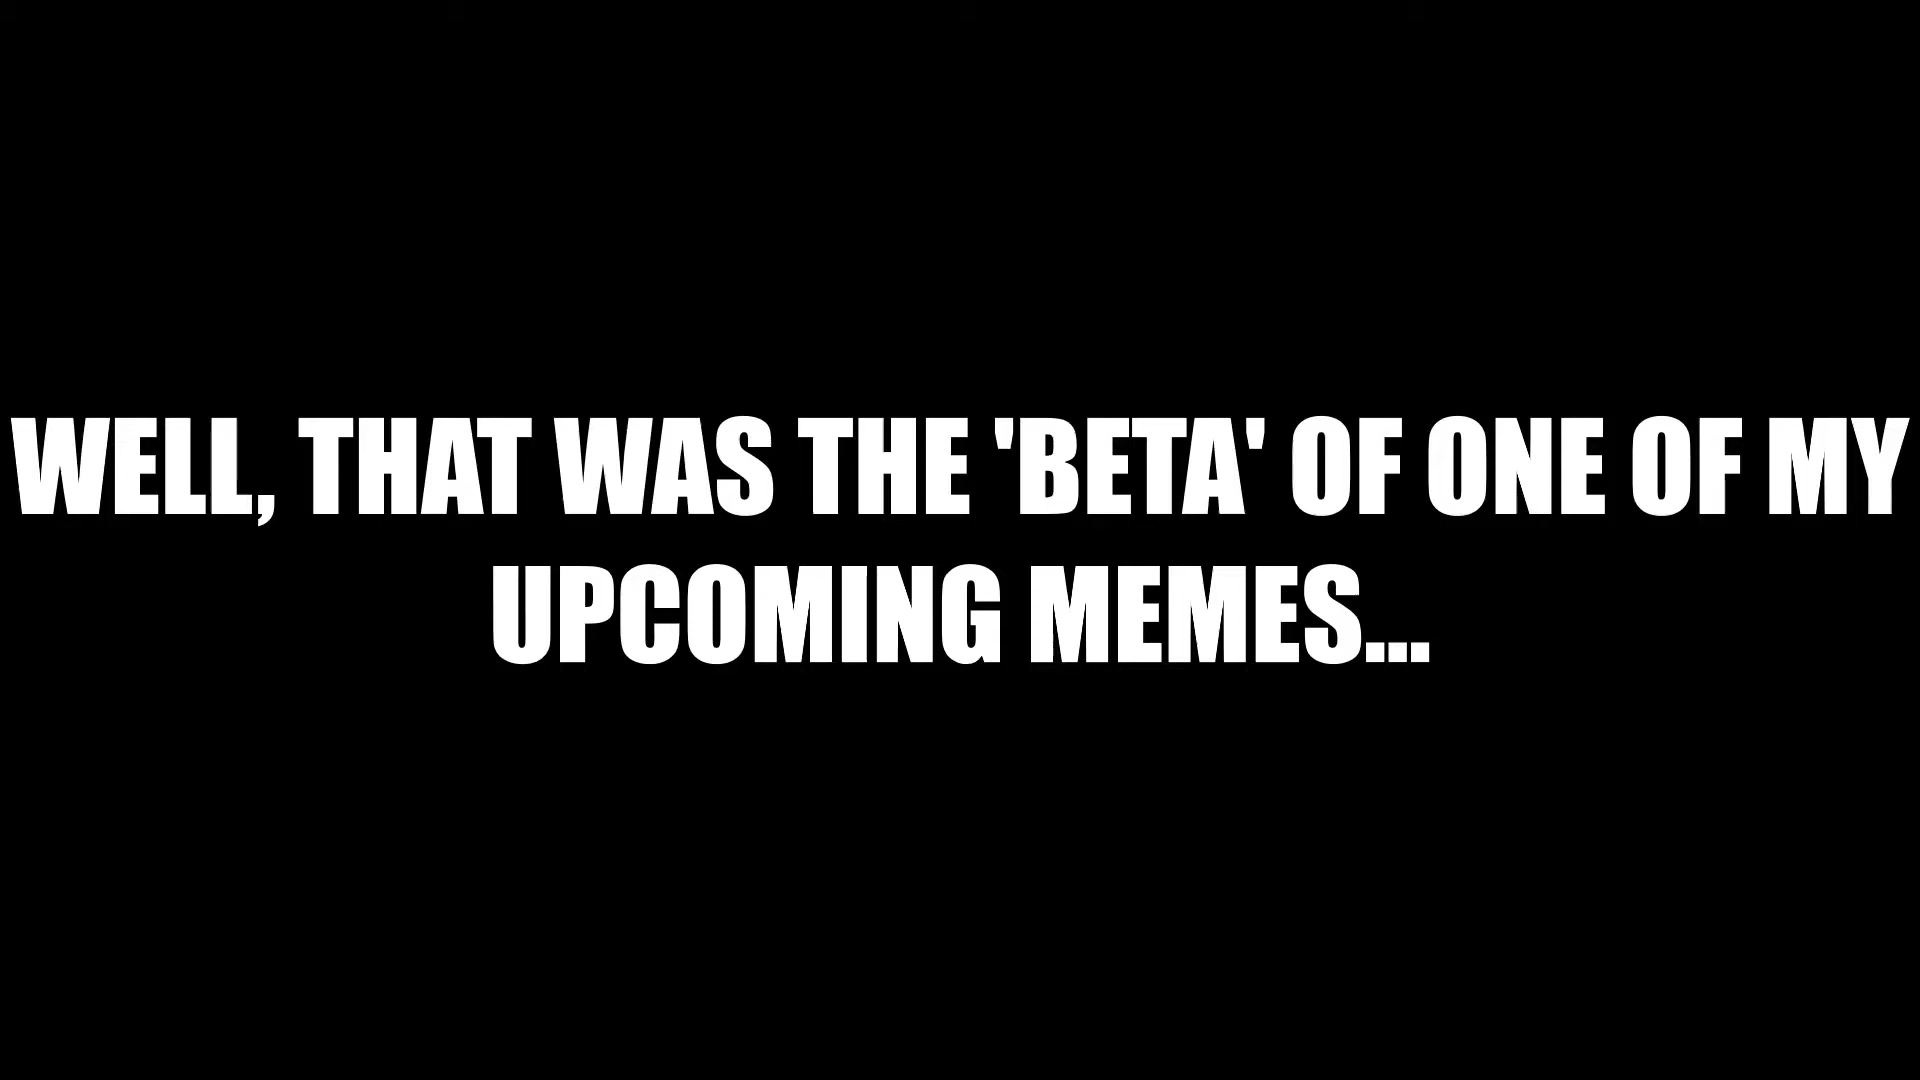 WELL, THAT WAS THE 'BETA' OF ONE OF MY
UPCOMING MEMES...